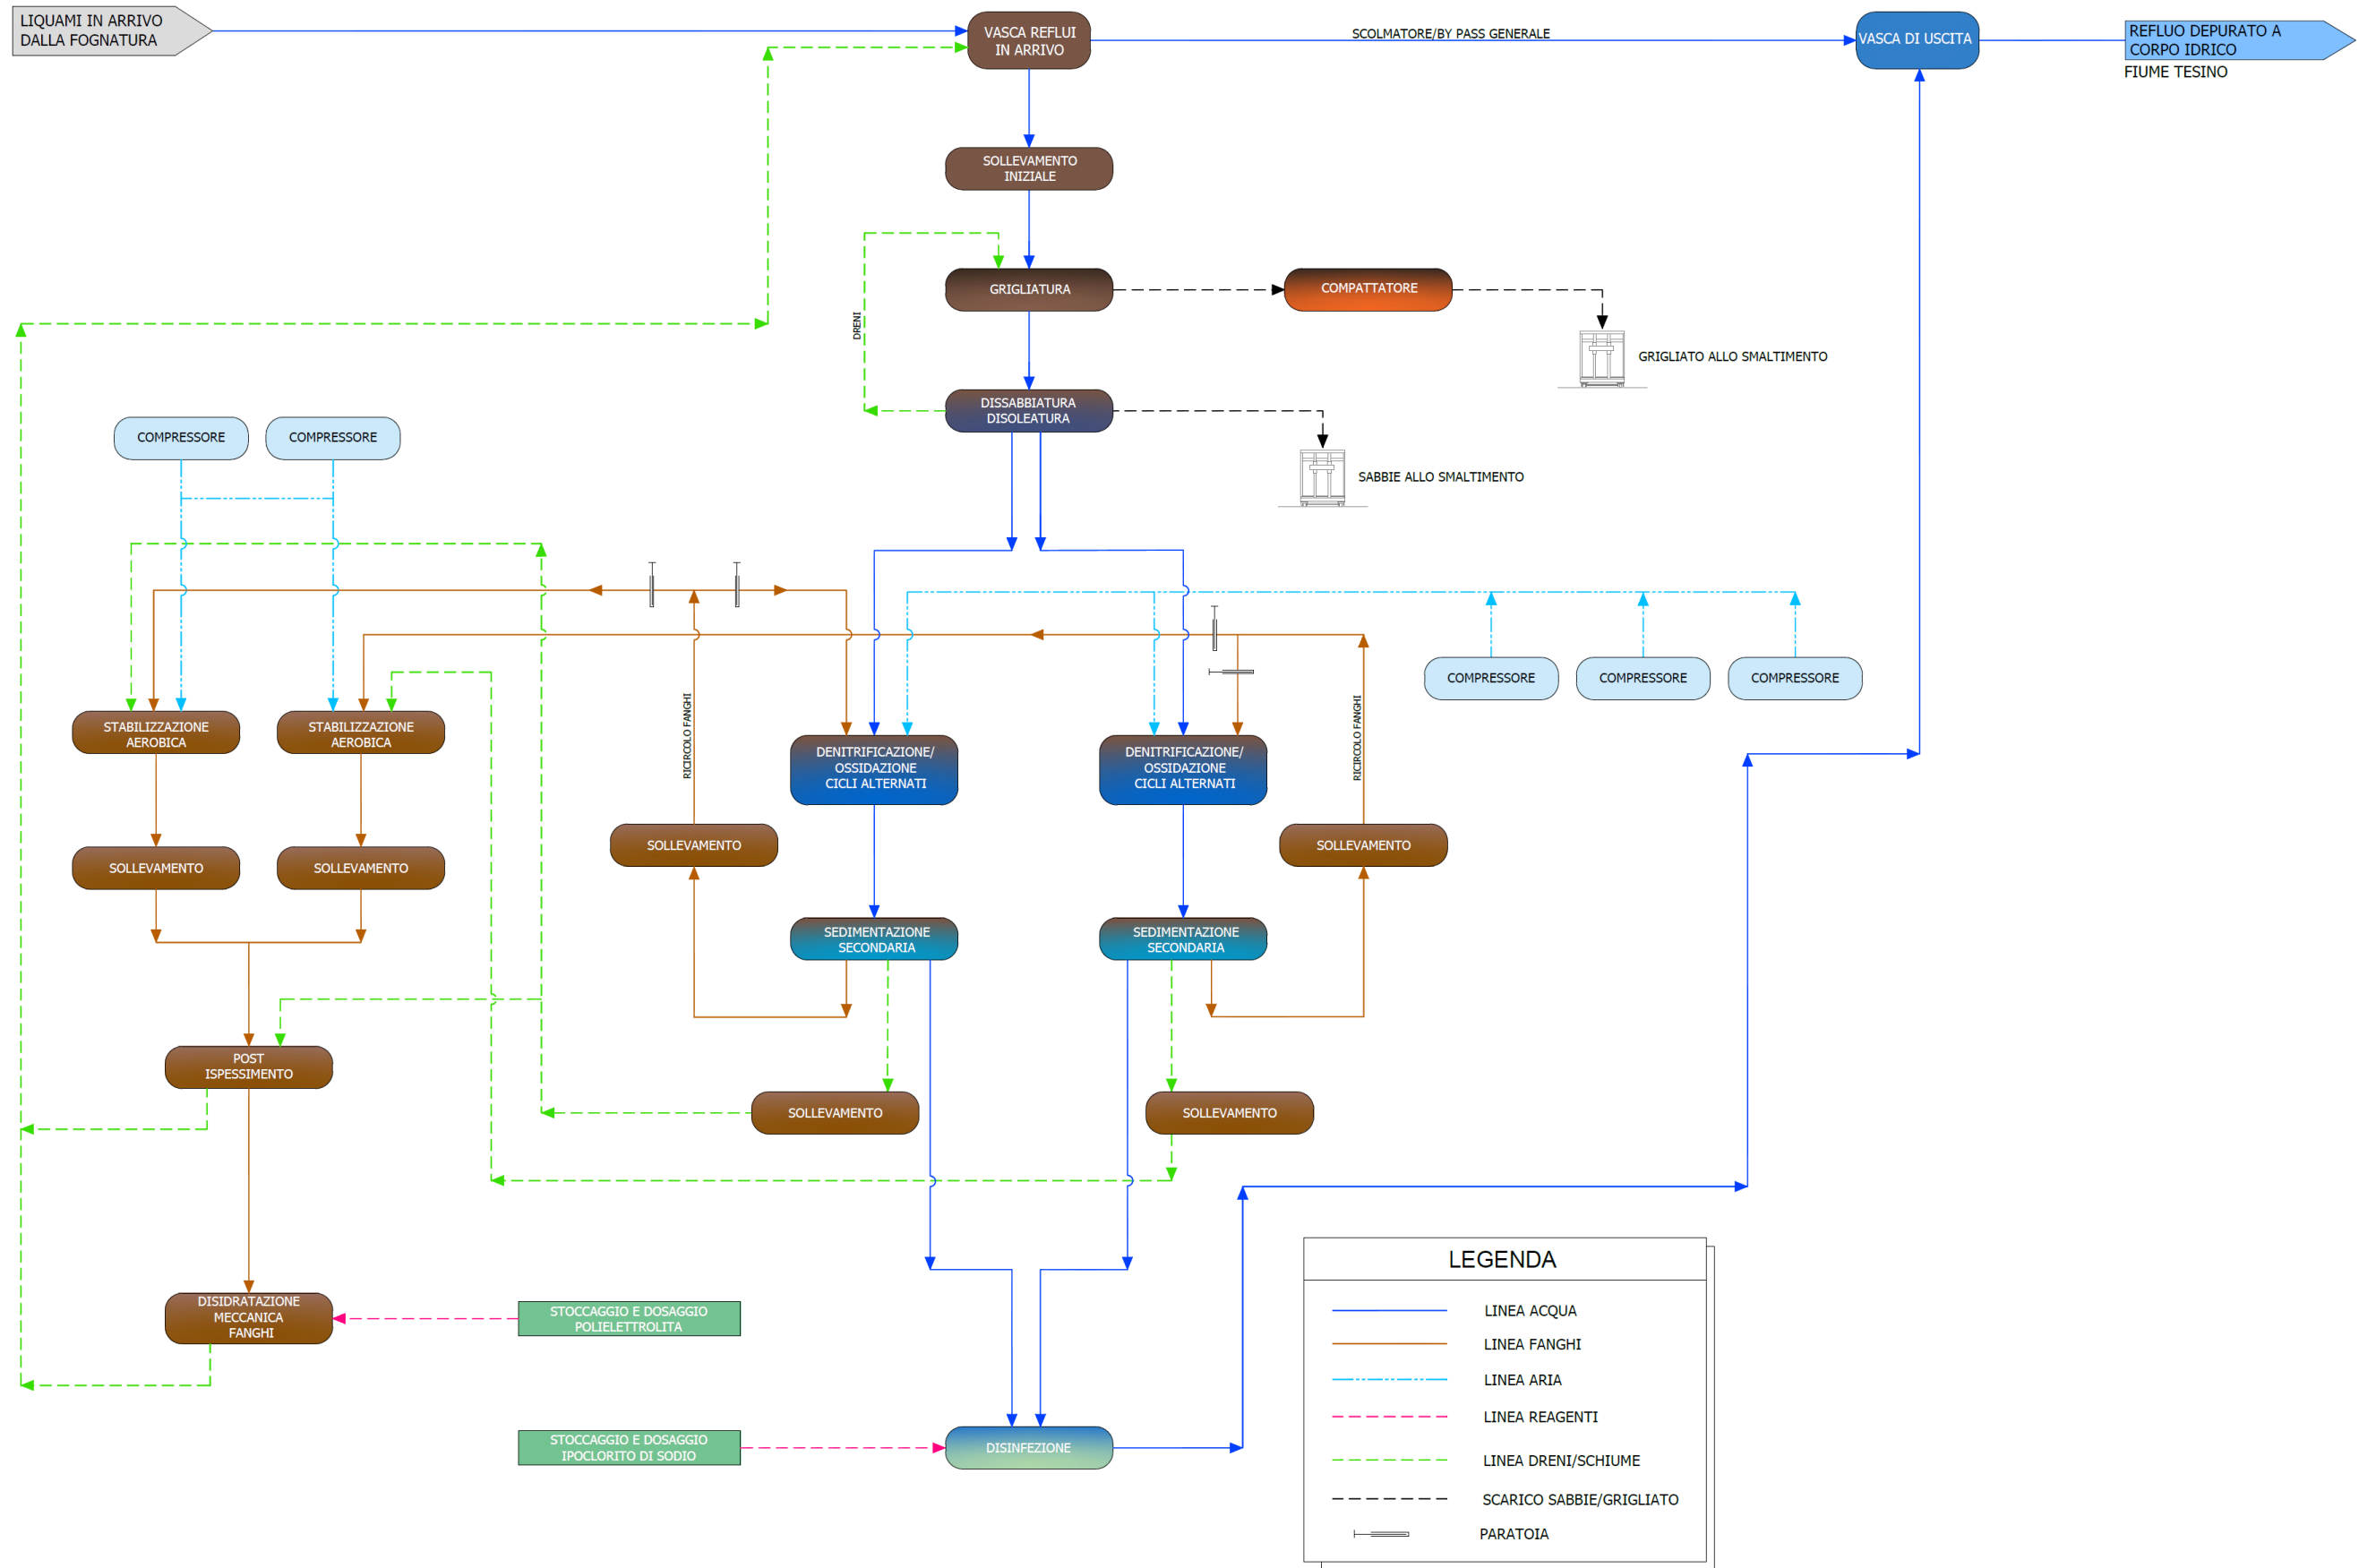 LIQUAMI IN ARRIVO
DALLA FOGNATURA
VASCA REFLUI
IN ARRIVO
SCOLMATORE/BY PASS GENERALE
VASCA DI USCITA
REFLUO DEPURATO A
CORPO IDRICO
FIUME TESINO
SOLLEVAMENTO
INIZIALE
GRIGLIATURA
COMPATTATORE
DRENI
GRIGLIATO ALLO SMALTIMENTO
DISSABBIATURA
DISOLEATURA
SABBIE ALLO SMALTIMENTO
COMPRESSORE
COMPRESSORE
COMPRESSORE
COMPRESSORE
COMPRESSORE
STABILIZZAZIONE
AEROBICA
STABILIZZAZIONE
AEROBICA
RICIRCOLO FANGHI
DENITRIFICAZIONE/
OSSIDAZIONE
CICLI ALTERNATI
DENITRIFICAZIONE/
OSSIDAZIONE
CICLI ALTERNATI
RICIRCOLO FANGHI
SOLLEVAMENTO
SOLLEVAMENTO
SOLLEVAMENTO
SOLLEVAMENTO
SEDIMENTAZIONE
SECONDARIA
SEDIMENTAZIONE
SECONDARIA
POST
ISPESSIMENTO
SOLLEVAMENTO
SOLLEVAMENTO
DISIDRATAZIONE
MECCANICA
FANGHI
STOCCAGGIO E DOSAGGIO
POLIELETTROLITA
STOCCAGGIO E DOSAGGIO
IPOCLORITO DI SODIO
DISINFEZIONE
LEGENDA
LINEA ACQUA
LINEA FANGHI
LINEA ARIA
LINEA REAGENTI
LINEA DRENI/SCHIUME
SCARICO SABBIE/GRIGLIATO
PARATOIA